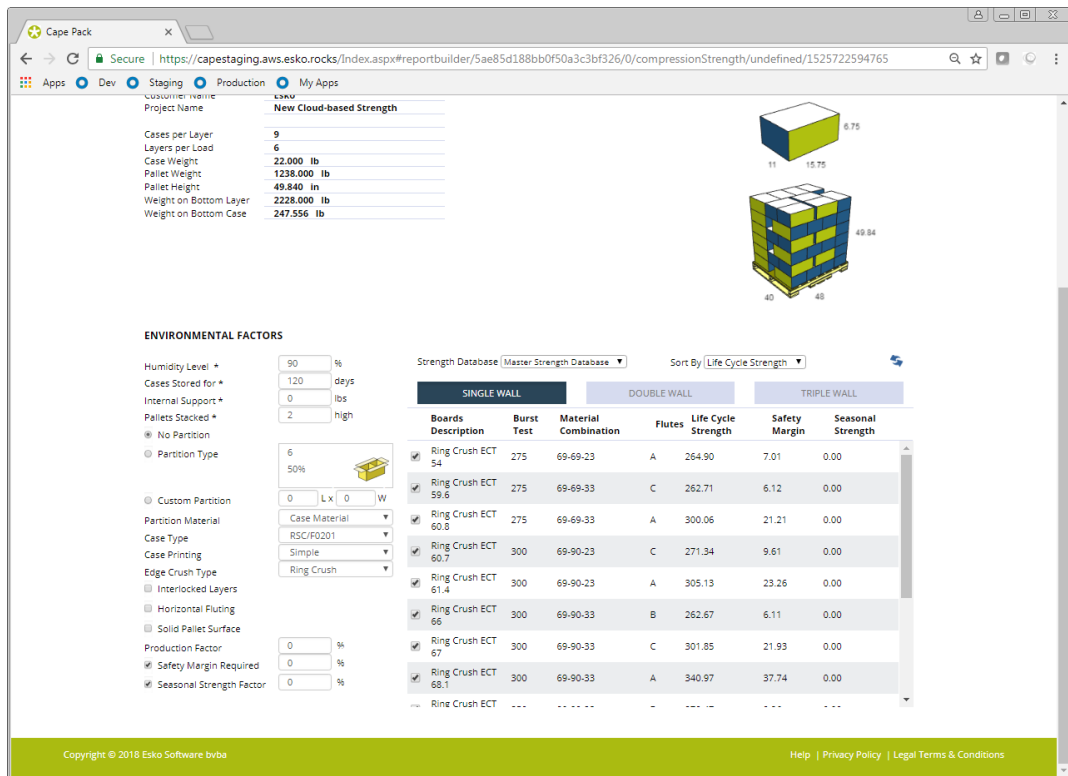 Cape Pack
Secure | https://capestaging.aws.esko.rocks/Index.aspx#reportbuilder/5ae85d188bb0f50a3c3bf326/0/compressionStrength/undefined/1525722594765
Apps Dev Staging Production My Apps
Customer Name Esko
Project Name New Cloud-based Strength
Cases per Layer 9
Layers per Load 6
Case Weight 22.000 lb
Pallet Weight 1238.000 lb
Pallet Height 49.840 in
Weight on Bottom Layer 2228.000 lb
Weight on Bottom Case 247.556 lb
6.75
11 15.75
49.84
40 48
ENVIRONMENTAL FACTORS
Humidity Level * 90 %
Cases Stored for * 120 days
Internal Support * 0 lbs
Pallets Stacked * 2 high
No Partition
Partition Type 6
50%
Custom Partition 0 L x 0 W
Partition Material Case Material
Case Type RSC/F0201
Case Printing Simple
Edge Crush Type Ring Crush
Interlocked Layers
Horizontal Fluting
Solid Pallet Surface
Production Factor 0 %
Safety Margin Required 0 %
Seasonal Strength Factor 0 %
Strength Database Master Strength Database Sort By Life Cycle Strength
SINGLE WALL DOUBLE WALL TRIPLE WALL
Boards Description Burst Test Material Combination Flutes Life Cycle Strength Safety Margin Seasonal Strength
Ring Crush ECT 54 275 69-69-23 A 264.90 7.01 0.00
Ring Crush ECT 59.6 275 69-69-33 C 262.71 6.12 0.00
Ring Crush ECT 60.8 275 69-69-33 A 300.06 21.21 0.00
Ring Crush ECT 60.7 300 69-90-23 C 271.34 9.61 0.00
Ring Crush ECT 61.4 300 69-90-23 A 305.13 23.26 0.00
Ring Crush ECT 66 300 69-90-33 B 262.67 6.11 0.00
Ring Crush ECT 67 300 69-90-33 C 301.85 21.93 0.00
Ring Crush ECT 68.1 300 69-90-33 A 340.97 37.74 0.00
Ring Crush ECT
Copyright © 2018 Esko Software bvba Help | Privacy Policy | Legal Terms & Conditions